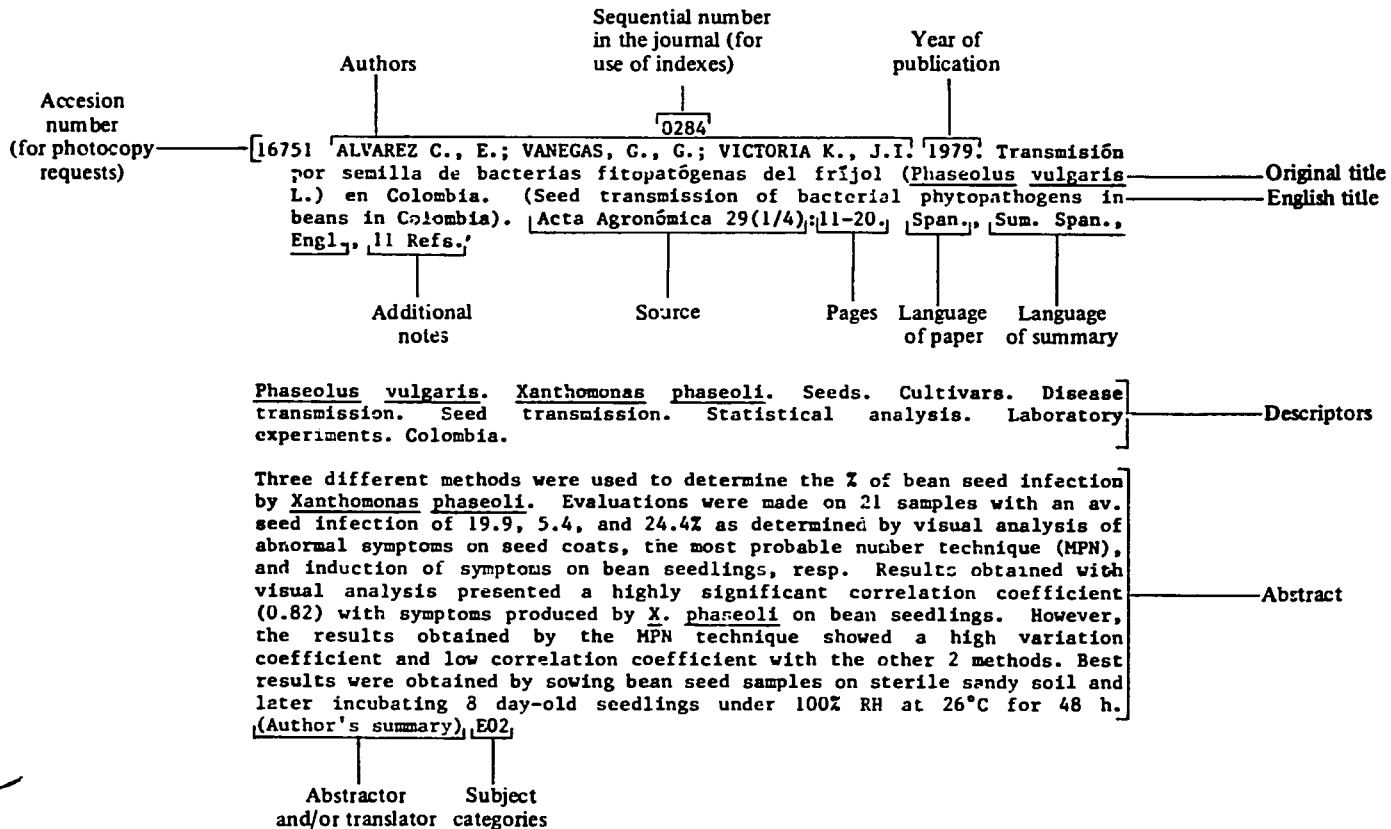 Sequential number
in the journal (for
use of indexes)
Year of
publication
Authors
Accesion
number
(for photocopy
requests)
0284
16751 ALVAREZ C., E.; VANEGAS, G., G.; VICTORIA K., J.I. 1979. Transmisión
por semilla de bacterias fitopatógenas del fríjol (Phaseolus vulgaris
L.) en Colombia. (Seed transmission of bacterial phytopathogens in
beans in Colombia). Acta Agronómica 29(1/4):11-20. Span., Sum. Span.,
Engl., 11 Refs.
Original title
English title
Additional
notes
Source
Pages
Language
of paper
Language
of summary
Phaseolus vulgaris. Xanthomonas phaseoli. Seeds. Cultivars. Disease
transmission. Seed transmission. Statistical analysis. Laboratory
experiments. Colombia.
Descriptors
Three different methods were used to determine the % of bean seed infection
by Xanthomonas phaseoli. Evaluations were made on 21 samples with an av.
seed infection of 19.9, 5.4, and 24.4% as determined by visual analysis of
abnormal symptoms on seed coats, the most probable number technique (MPN),
and induction of symptoms on bean seedlings, resp. Results obtained with
visual analysis presented a highly significant correlation coefficient
(0.82) with symptoms produced by X. phaseoli on bean seedlings. However,
the results obtained by the MPN technique showed a high variation
coefficient and low correlation coefficient with the other 2 methods. Best
results were obtained by sowing bean seed samples on sterile sandy soil and
later incubating 8 day-old seedlings under 100% RH at 26°C for 48 h.
(Author's summary) E02
Abstract
Abstractor
and/or translator
Subject
categories